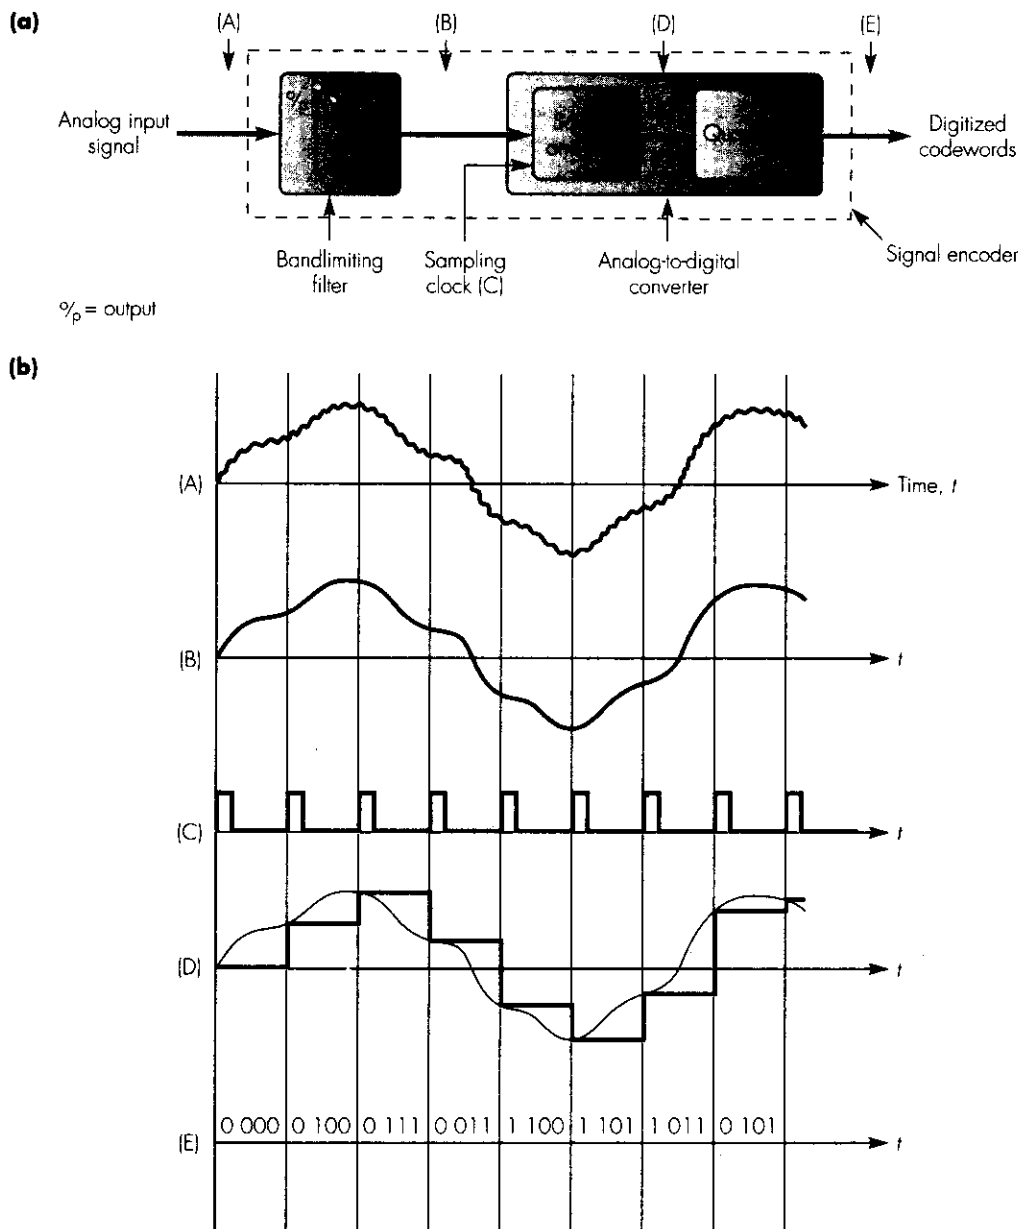 (a)
(A)
(B)
(D)
(E)
Analog input
signal
Digitized
codewords
Bandlimiting
filter
Sampling
clock (C)
Analog-to-digital
converter
Signal encoder
o/p = output
(b)
(A)
Time, t
(B)
t
(C)
t
(D)
t
0 000 0 100 0 111 0 011 1 100 1 101 1 011 0 101
(E)
t